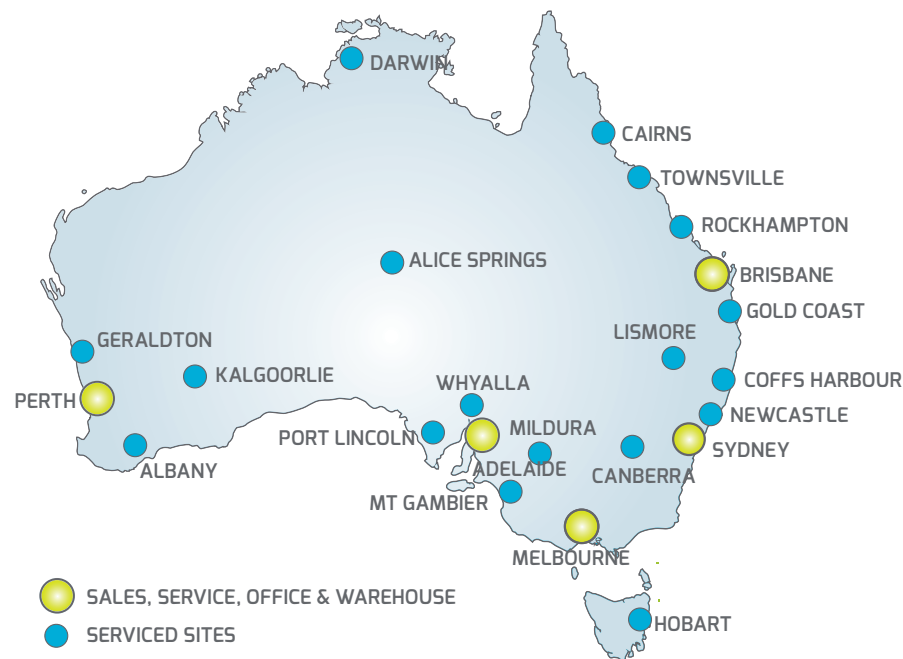 DARWIN
CAIRNS
TOWNSVILLE
ROCKHAMPTON
ALICE SPRINGS
BRISBANE
GOLD COAST
LISMORE
GERALDTON
KALGOORLIE
COFFS HARBOUR
WHYALLA
PERTH
NEWCASTLE
MILDURA
PORT LINCOLN
SYDNEY
ALBANY
ADELAIDE
CANBERRA
MT GAMBIER
MELBOURNE
SALES, SERVICE, OFFICE & WAREHOUSE
HOBART
SERVICED SITES